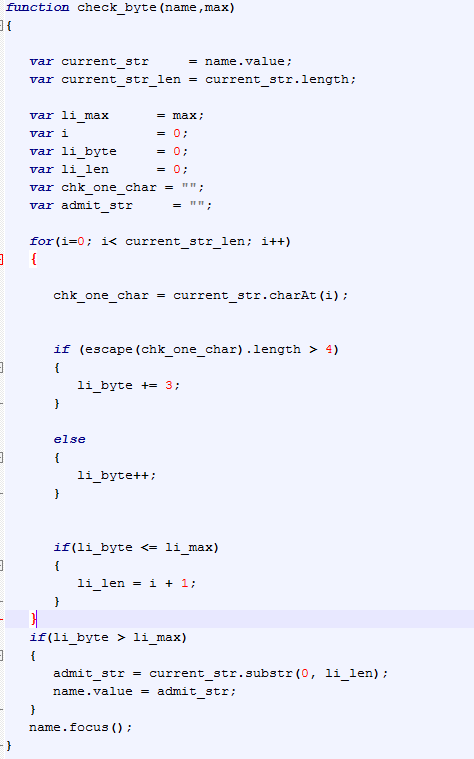 function check_byte(name,max)
{
var current_str = name.value;
var current_str_len = current_str.length;
var li_max = max;
var i = 0;
var li_byte = 0;
var li_len = 0;
var chk_one_char = "";
var admit_str = "";
for(i=0; i< current_str_len; i++)
{
chk_one_char = current_str.charAt(i);
if (escape(chk_one_char).length > 4)
{
li_byte += 3;
}
else
{
li_byte++;
}
if(li_byte <= li_max)
{
li_len = i + 1;
}
}
if(li_byte > li_max)
{
admit_str = current_str.substr(0, li_len);
name.value = admit_str;
}
name.focus();
}